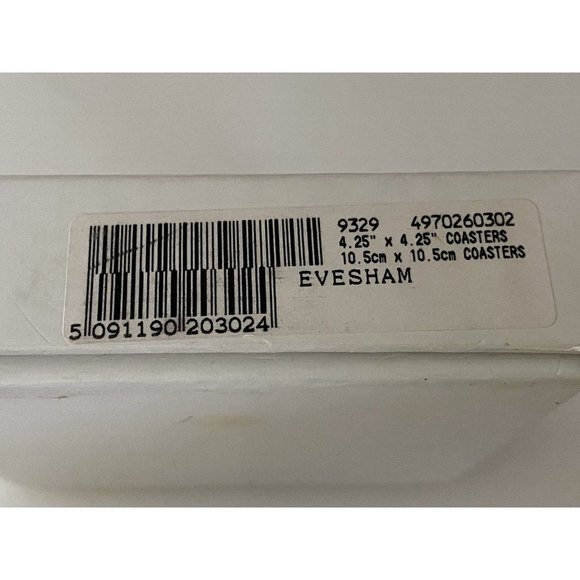 9329 4970260302
4.25" x 4.25" COASTERS
10.5cm x 10.5cm COASTERS
EVESHAM
5 091190 203024